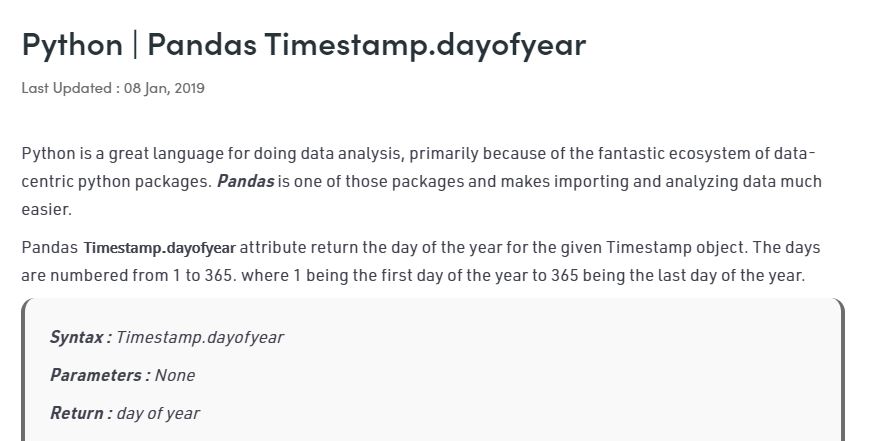 Python | Pandas Timestamp.dayofyear
Last Updated : 08 Jan, 2019
Python is a great language for doing data analysis, primarily because of the fantastic ecosystem of data-
centric python packages. Pandas is one of those packages and makes importing and analyzing data much
easier.
Pandas Timestamp.dayofyear attribute return the day of the year for the given Timestamp object. The days
are numbered from 1 to 365. where 1 being the first day of the year to 365 being the last day of the year.
Syntax : Timestamp.dayofyear
Parameters : None
Return : day of year